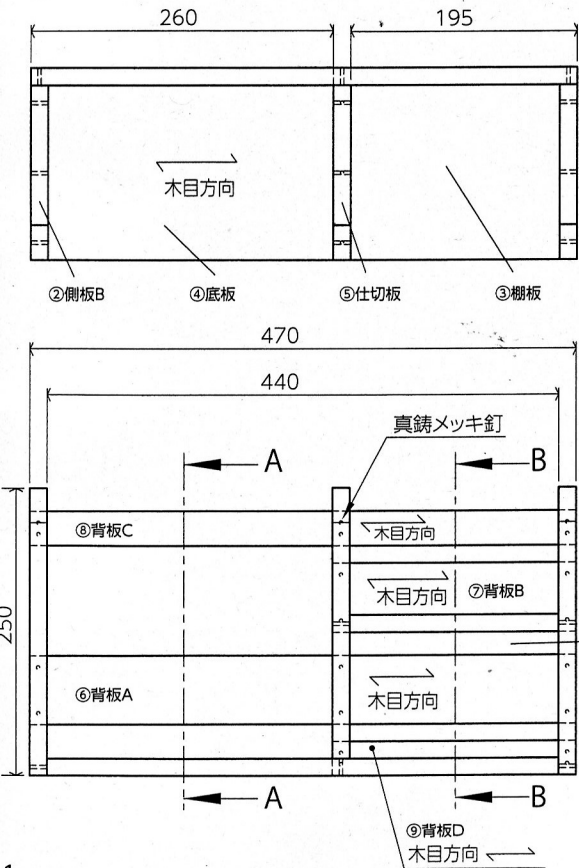 260
195
木目方向
②側板B
④底板
⑤仕切板
③棚板
470
440
真鍮メッキ釘
A
B
⑧背板C
木目方向
木目方向
⑦背板B
250
⑥背板A
木目方向
A
B
⑨背板D
木目方向